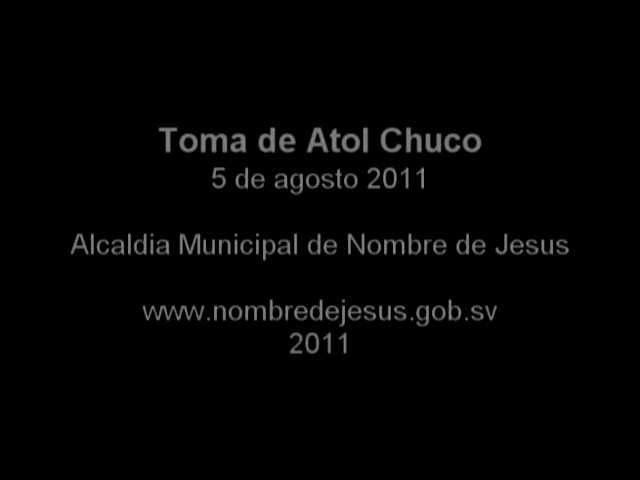 Toma de Atol Chuco
5 de agosto 2011
Alcaldia Municipal de Nombre de Jesus
www.nombredejesus.gob.sv
2011